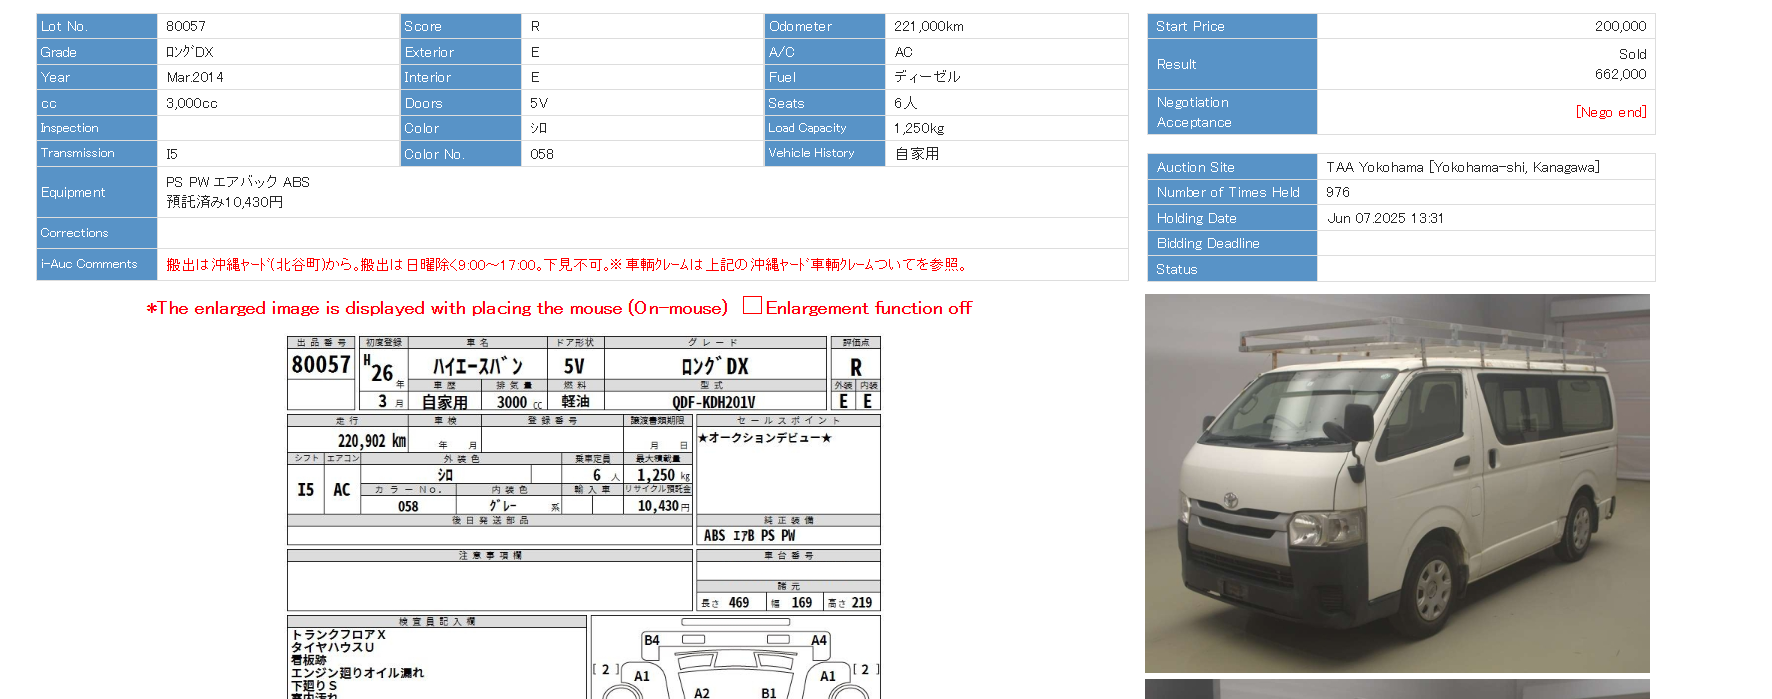 Lot No. 80057 Score R Odometer 221,000km
Grade ﾛﾝｸﾞDX Exterior E A/C AC
Year Mar.2014 Interior E Fuel ディーゼル
cc 3,000cc Doors 5V Seats 6人
Inspection Color ｼﾛ Load Capacity 1,250kg
Transmission I5 Color No. 058 Vehicle History 自家用
Equipment PS PW エアバック ABS
預託済み10,430円
Corrections
i-Auc Comments 搬出は沖縄ﾔｰﾄﾞ(北谷町)から｡搬出は日曜除く9:00～17:00｡下見不可｡※車輌ｸﾚｰﾑは上記の沖縄ﾔｰﾄﾞ車輌ｸﾚｰﾑついてを参照｡
Start Price 200,000
Result Sold
662,000
Negotiation
Acceptance [Nego end]
Auction Site TAA Yokohama [Yokohama-shi, Kanagawa]
Number of Times Held 976
Holding Date Jun 07.2025 13:31
Bidding Deadline
Status
*The enlarged image is displayed with placing the mouse (On-mouse) Enlargement function off
出品番号 初度登録 車名 ドア形状 グレード 評価点
80057 H26年 ﾊｲｴｰｽﾊﾞﾝ 5V ﾛﾝｸﾞDX R
車歴 排気量 燃料 型式 外装 内装
3月 自家用 3000cc 軽油 QDF-KDH201V E E
走行 車検 登録番号 譲渡書類期限 セールスポイント
220,902 km 年 月 月 日 ★オークションデビュー★
シフト エアコン 外装色 乗車定員 最大積載量
I5 AC ｼﾛ 6人 1,250kg
カラーNo. 内装色 輸入車 リサイクル預託金
058 ｸﾞﾚｰ系 10,430円
後日発送部品 純正装備
ABS ｴｱB PS PW
注意事項欄 車台番号
諸元
長さ 469 幅 169 高さ 219
検査員記入欄
トランクフロアX
タイヤハウスU
看板跡
エンジン廻りオイル漏れ
下廻りS
車内汚れ
B4 A4
[2] A1 A1 [2]
A2 B1